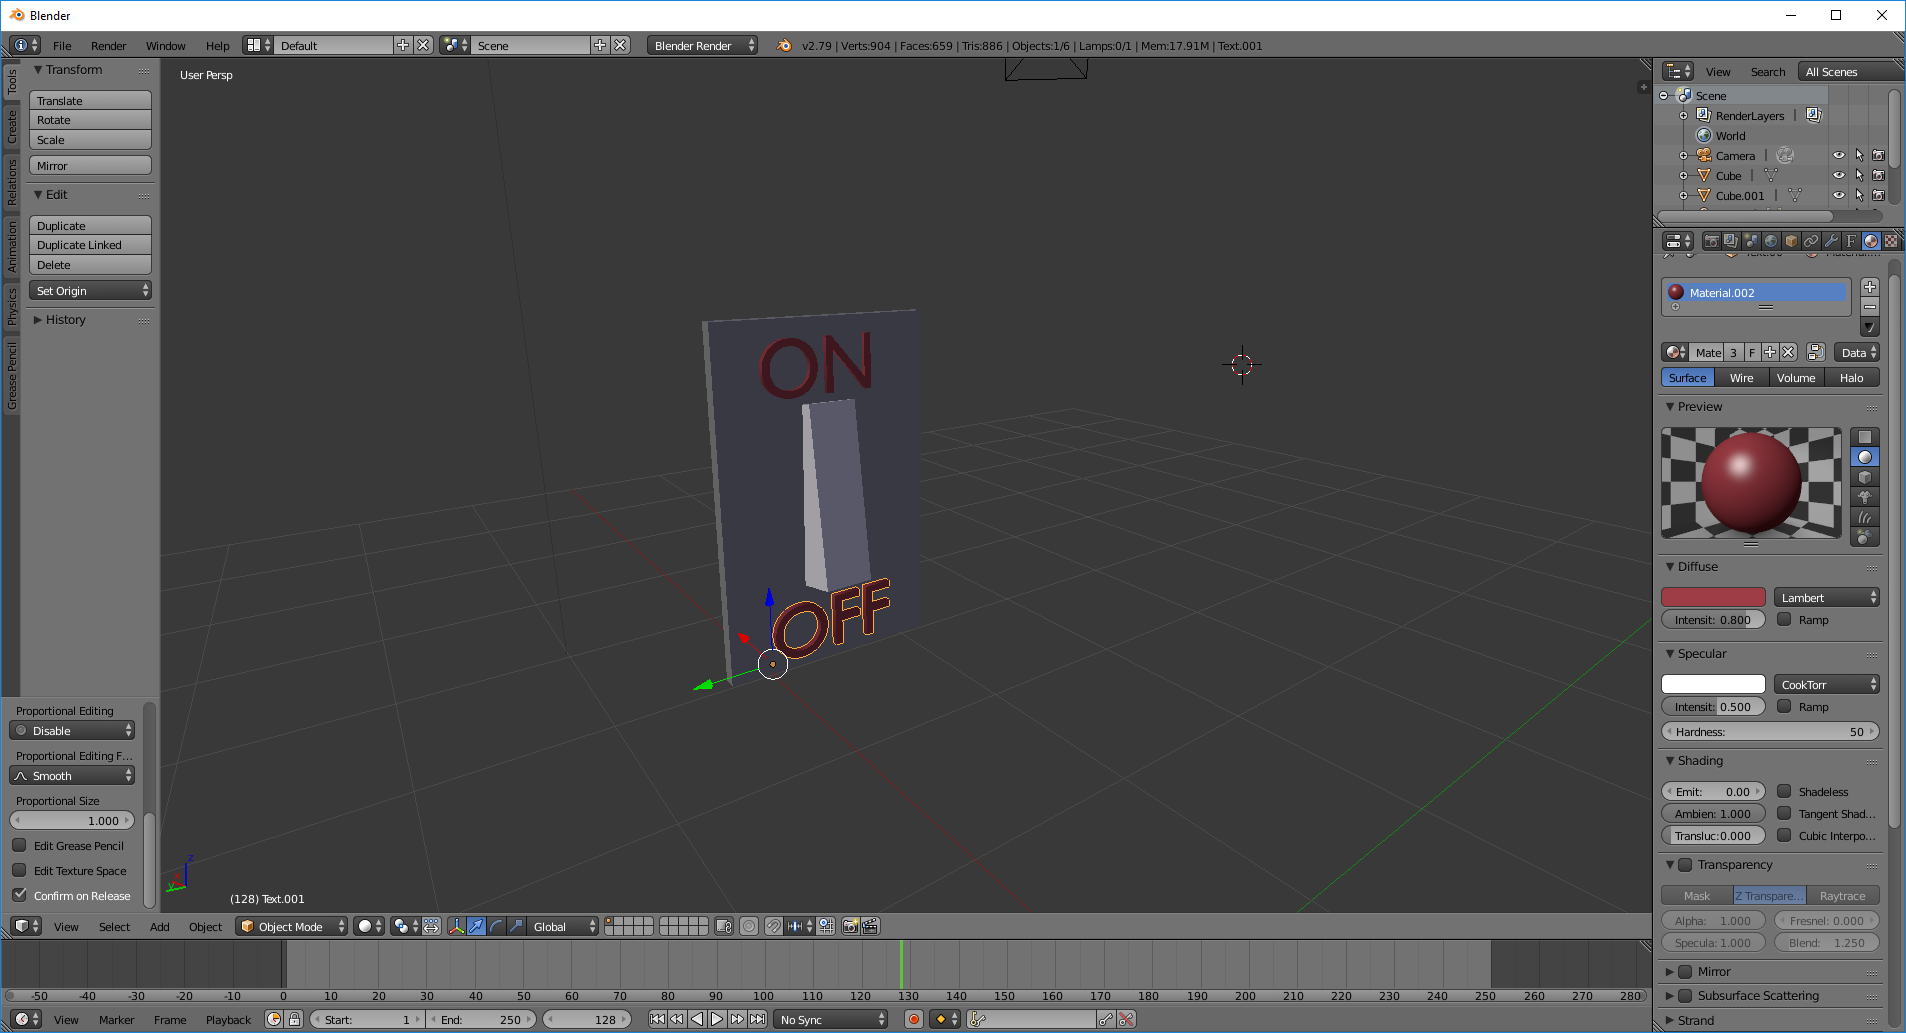 Blender
File Render Window Help Default Scene Blender Render v2.79 | Verts:904 | Faces:659 | Tris:886 | Objects:1/6 | Lamps:0/1 | Mem:17.91M | Text.001
Tools
Create
Relations
Animation
Physics
Grease Pencil
Transform
Translate
Rotate
Scale
Mirror
Edit
Duplicate
Duplicate Linked
Delete
Set Origin
History
Proportional Editing
Disable
Proportional Editing F...
Smooth
Proportional Size
1.000
Edit Grease Pencil
Edit Texture Space
Confirm on Release
User Persp
ON
OFF
z
y
x
(128) Text.001
View Search All Scenes
Scene
RenderLayers |
World
Camera |
Cube |
Cube.001 |
F
Material.002
Mate 3 F Data
Surface Wire Volume Halo
Preview
Diffuse
Lambert
Intensit: 0.800 Ramp
Specular
CookTorr
Intensit: 0.500 Ramp
Hardness: 50
Shading
Emit: 0.00 Shadeless
Ambien: 1.000 Tangent Shad...
Transluc:0.000 Cubic Interpo...
Transparency
Mask Z Transpare... Raytrace
Alpha: 1.000 Fresnel: 0.000
Specula: 1.000 Blend: 1.250
Mirror
Subsurface Scattering
Strand
View Select Add Object Object Mode Global
-50 -40 -30 -20 -10 0 10 20 30 40 50 60 70 80 90 100 110 120 130 140 150 160 170 180 190 200 210 220 230 240 250 260 270 280
View Marker Frame Playback Start: 1 End: 250 128 No Sync